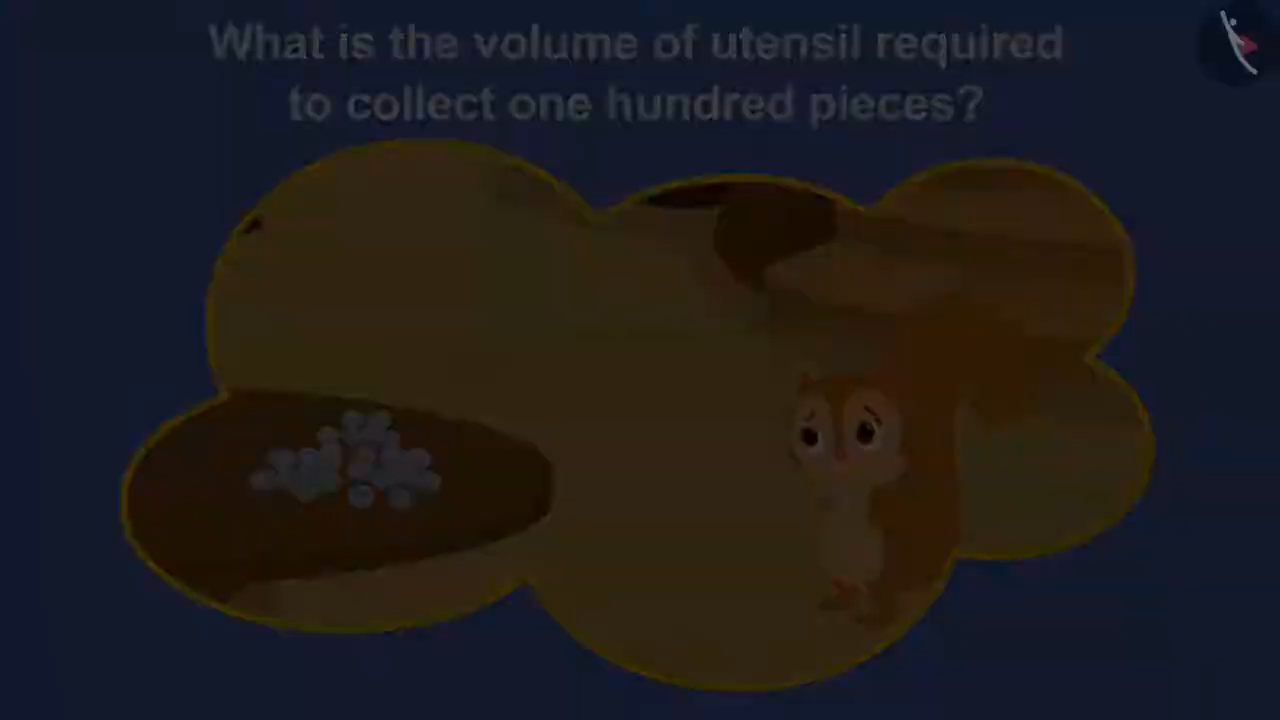 What is the volume of utensil required
to collect one hundred pieces?